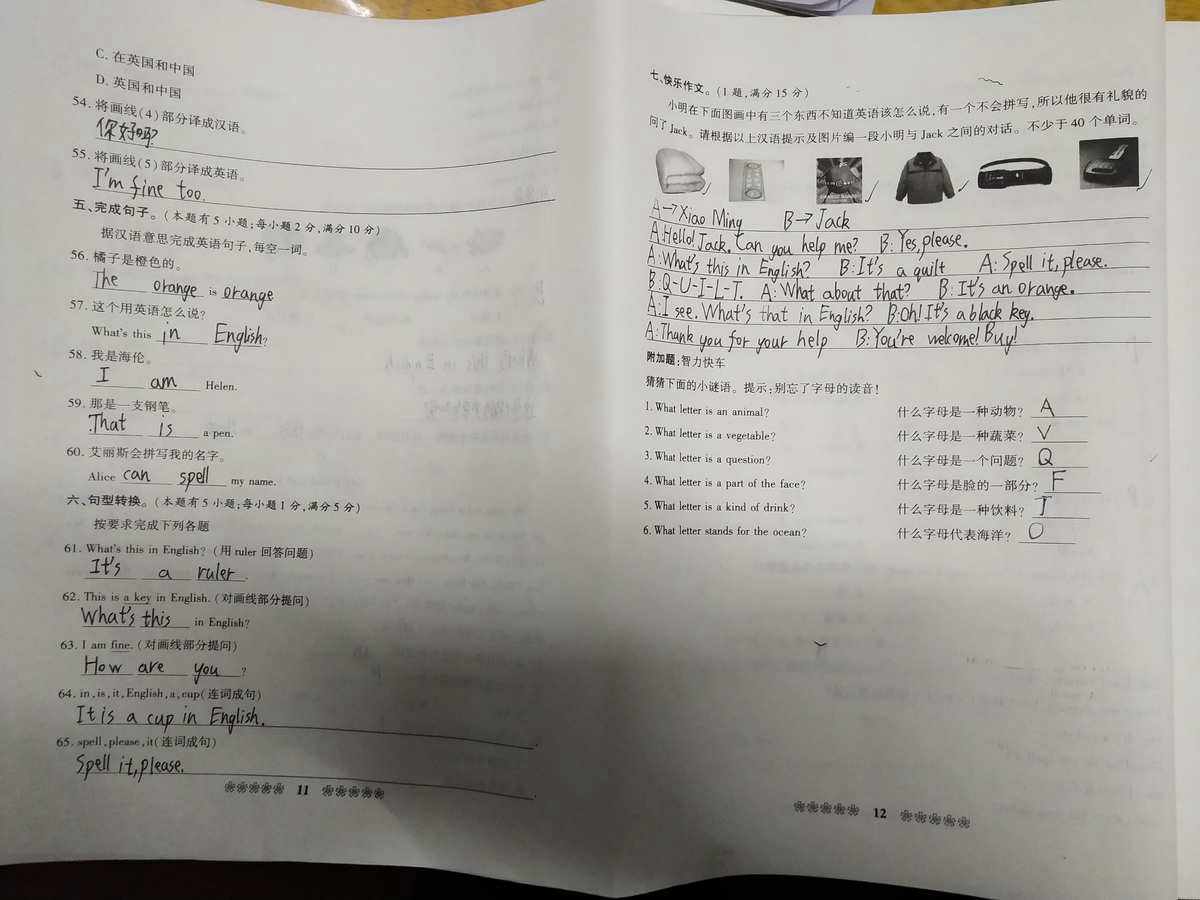 C. 在英国和中国
D. 英国和中国
54. 将画线(4)部分译成汉语。
你好吗?
55. 将画线(5)部分译成英语。
I'm fine too.
五、完成句子。(本题有5小题;每小题2分,满分10分)
据汉语意思完成英语句子,每空一词。
56. 橘子是橙色的。
The orange is orange
57. 这个用英语怎么说?
What's this in English?
58. 我是海伦。
I am Helen.
59. 那是一支钢笔。
That is a pen.
60. 艾丽斯会拼写我的名字。
Alice can spell my name.
六、句型转换。(本题有5小题;每小题1分,满分5分)
按要求完成下列各题
61. What's this in English? (用 ruler 回答问题)
It's a ruler.
62. This is a key in English. (对画线部分提问)
What's this in English?
63. I am fine. (对画线部分提问)
How are you?
64. in,is,it,English,a,cup(连词成句)
It is a cup in English.
65. spell,please,it(连词成句)
Spell it,please.
11
七、快乐作文。(1题,满分15分)
小明在下面图画中有三个东西不知道英语该怎么说,有一个不会拼写,所以他很有礼貌的
问了Jack。请根据以上汉语提示及图片编一段小明与Jack之间的对话。不少于40个单词。
A→Xiao Ming B→Jack
A:Hello! Jack. Can you help me? B: Yes,please.
A:What's this in English? B:It's a quilt A: Spell it,please.
B:Q-U-I-L-T. A:What about that? B:It's an orange.
A:I see. What's that in English? B:Oh! It's a black key.
A:Thank you for your help B:You're welcome! Buy!
附加题:智力快车
猜猜下面的小谜语。提示:别忘了字母的读音!
1. What letter is an animal? 什么字母是一种动物? A
2. What letter is a vegetable? 什么字母是一种蔬菜? V
3. What letter is a question? 什么字母是一个问题? Q
4. What letter is a part of the face? 什么字母是脸的一部分? F
5. What letter is a kind of drink? 什么字母是一种饮料? J
6. What letter stands for the ocean? 什么字母代表海洋? O
12